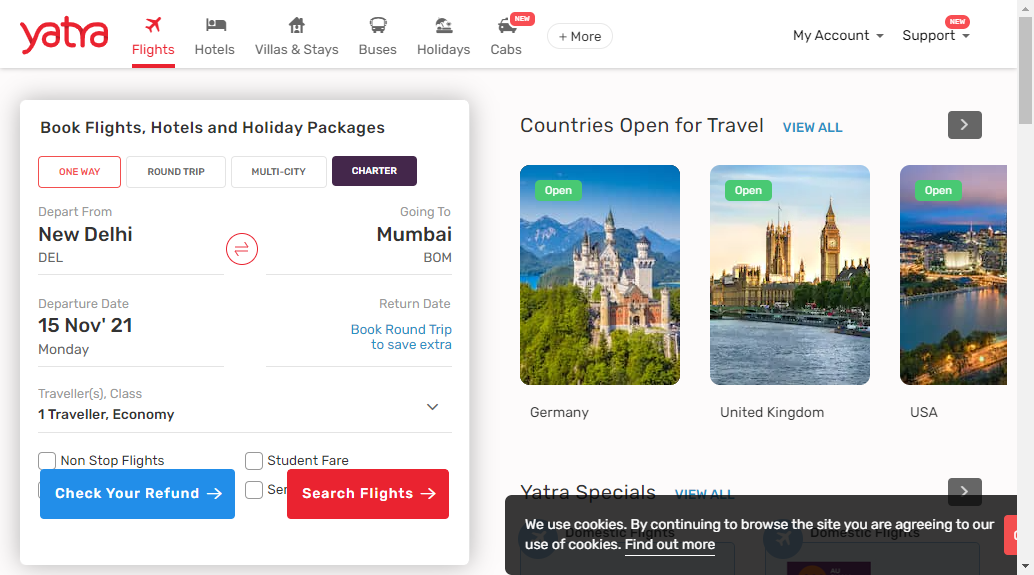 yatra
Flights
Hotels
Villas & Stays
Buses
Holidays
NEW
Cabs
+ More
My Account
NEW
Support
Book Flights, Hotels and Holiday Packages
ONE WAY
ROUND TRIP
MULTI-CITY
CHARTER
Depart From
New Delhi
DEL
Going To
Mumbai
BOM
Departure Date
15 Nov' 21
Monday
Return Date
Book Round Trip
to save extra
Traveller(s), Class
1 Traveller, Economy
Non Stop Flights
Student Fare
Check Your Refund
Search Flights
Countries Open for Travel
VIEW ALL
Open
Germany
Open
United Kingdom
Open
USA
Yatra Specials
VIEW ALL
Domestic Flights
Domestic Flights
AU
We use cookies. By continuing to browse the site you are agreeing to our
use of cookies. Find out more